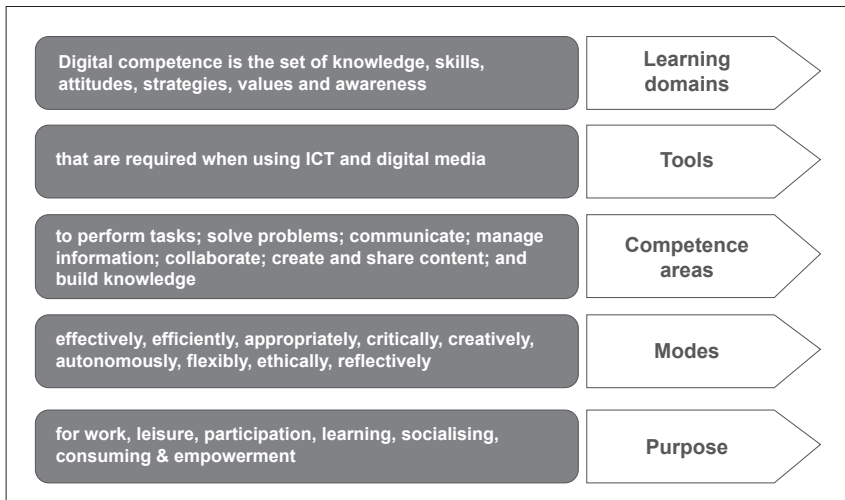 Digital competence is the set of knowledge, skills,
attitudes, strategies, values and awareness
Learning
domains
that are required when using ICT and digital media
Tools
to perform tasks; solve problems; communicate; manage
information; collaborate; create and share content; and
build knowledge
Competence
areas
effectively, efficiently, appropriately, critically, creatively,
autonomously, flexibly, ethically, reflectively
Modes
for work, leisure, participation, learning, socialising,
consuming & empowerment
Purpose